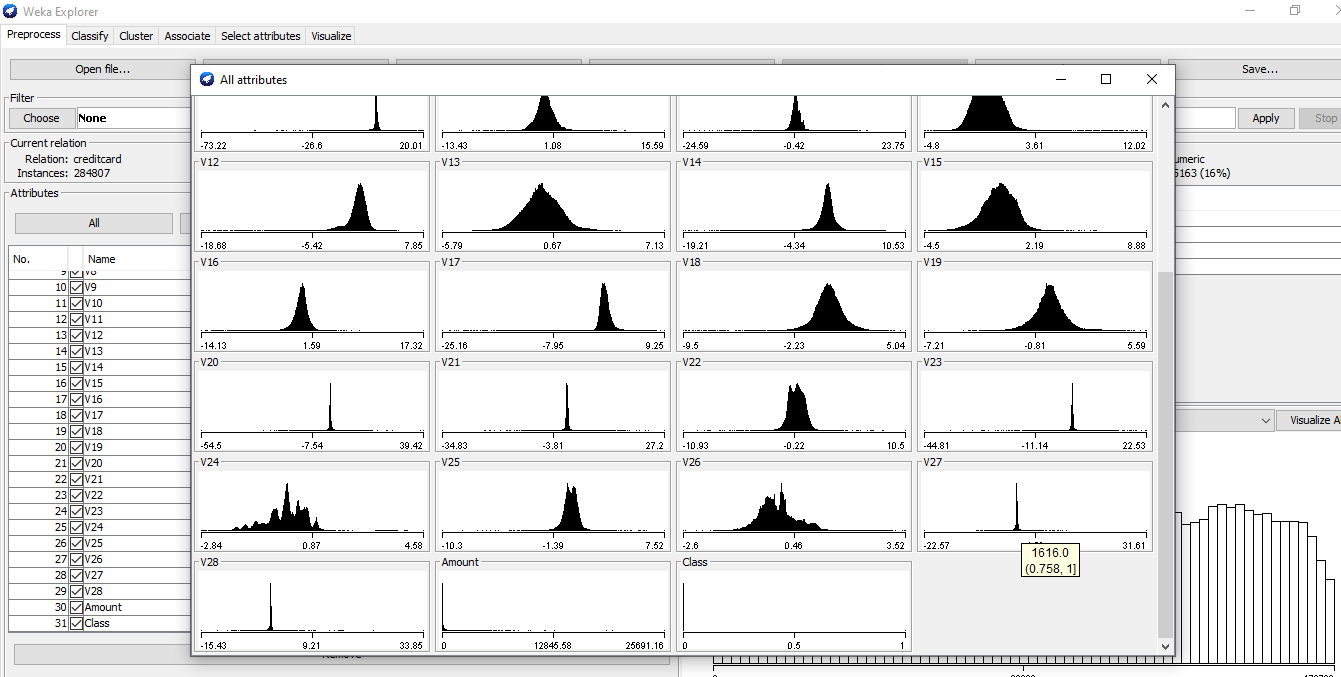 Weka Explorer
Preprocess Classify Cluster Associate Select attributes Visualize
Open file... Save...
Filter
Choose None Apply Stop
Current relation
Relation: creditcard
Instances: 284807
Attributes
All
No. Name
9 V8
10 V9
11 V10
12 V11
13 V12
14 V13
15 V14
16 V15
17 V16
18 V17
19 V18
20 V19
21 V20
22 V21
23 V22
24 V23
25 V24
26 V25
27 V26
28 V27
29 V28
30 Amount
31 Class
All attributes
-73.22 -26.6 20.01 -13.43 1.08 15.59 -24.59 -0.42 23.75 -4.8 3.61 12.02
V12 V13 V14 V15
-18.68 -5.42 7.85 -5.79 0.67 7.13 -19.21 -4.34 10.53 -4.5 2.19 8.88
V16 V17 V18 V19
-14.13 1.59 17.32 -25.16 -7.95 9.25 -9.5 -2.23 5.04 -7.21 -0.81 5.59
V20 V21 V22 V23
-54.5 -7.54 39.42 -34.83 -3.81 27.2 -10.93 -0.22 10.5 -44.81 -11.14 22.53
V24 V25 V26 V27
-2.84 0.87 4.58 -10.3 -1.39 7.52 -2.6 0.46 3.52 -22.57 31.61
1616.0
(0.758, 1]
V28 Amount Class
-15.43 9.21 33.85 0 12845.58 25691.16 0 0.5 1
umeric
5163 (16%)
Visualize Al